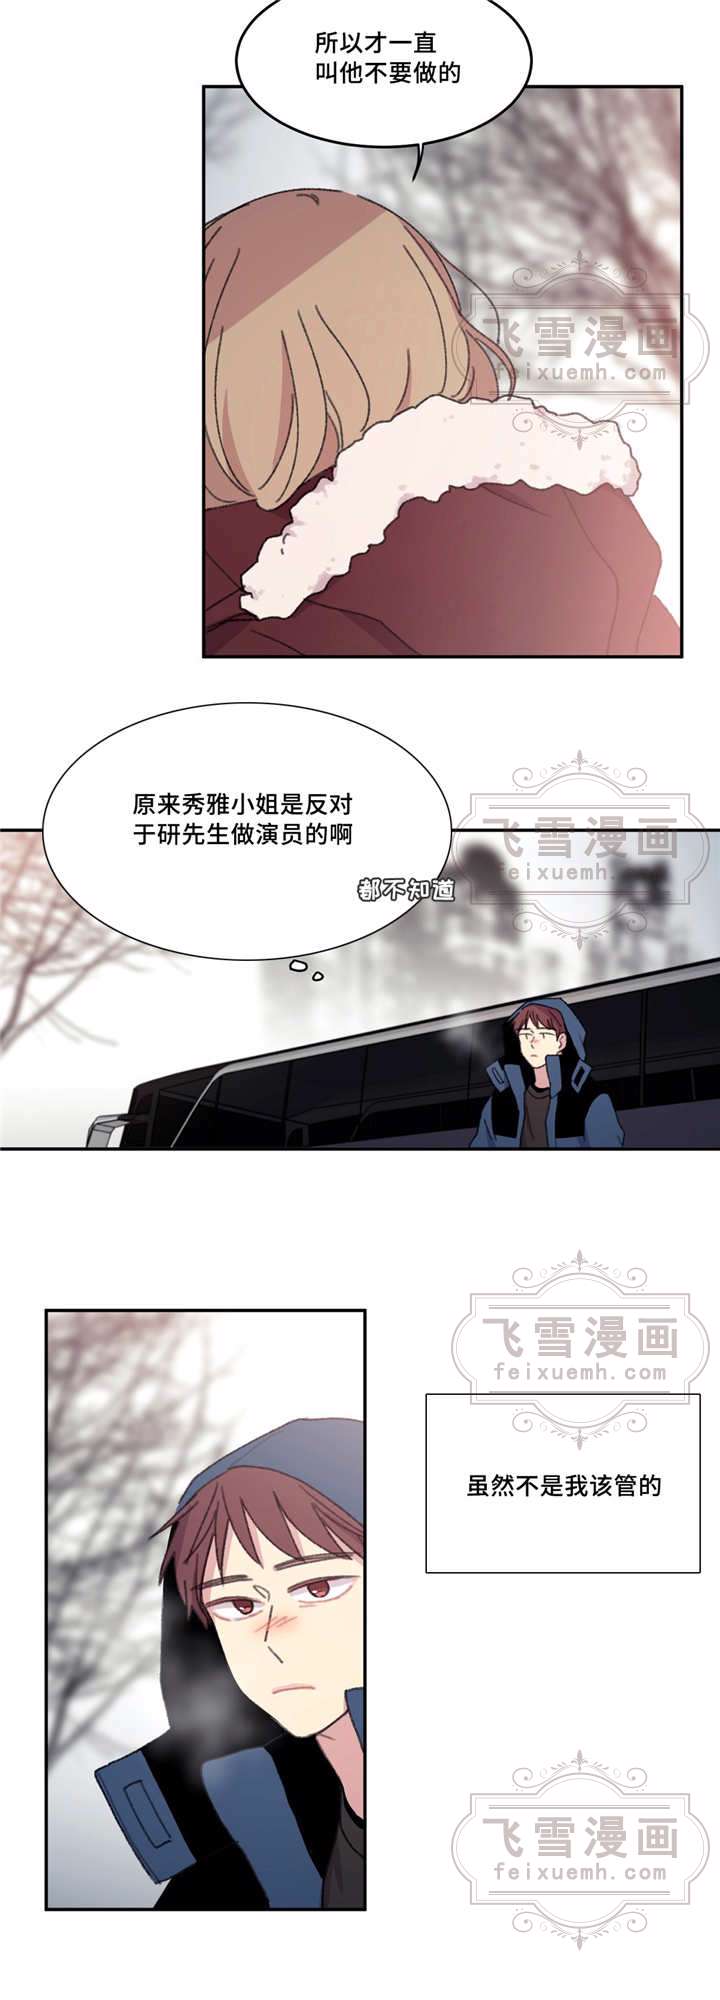 所以才一直
叫他不要做的
飞雪漫画
feixuemh.com
原来秀雅小姐是反对
于研先生做演员的啊
都不知道
飞雪漫画
feixuemh.com
飞雪漫画
feixuemh.com
虽然不是我该管的
飞雪漫画
feixuemh.com